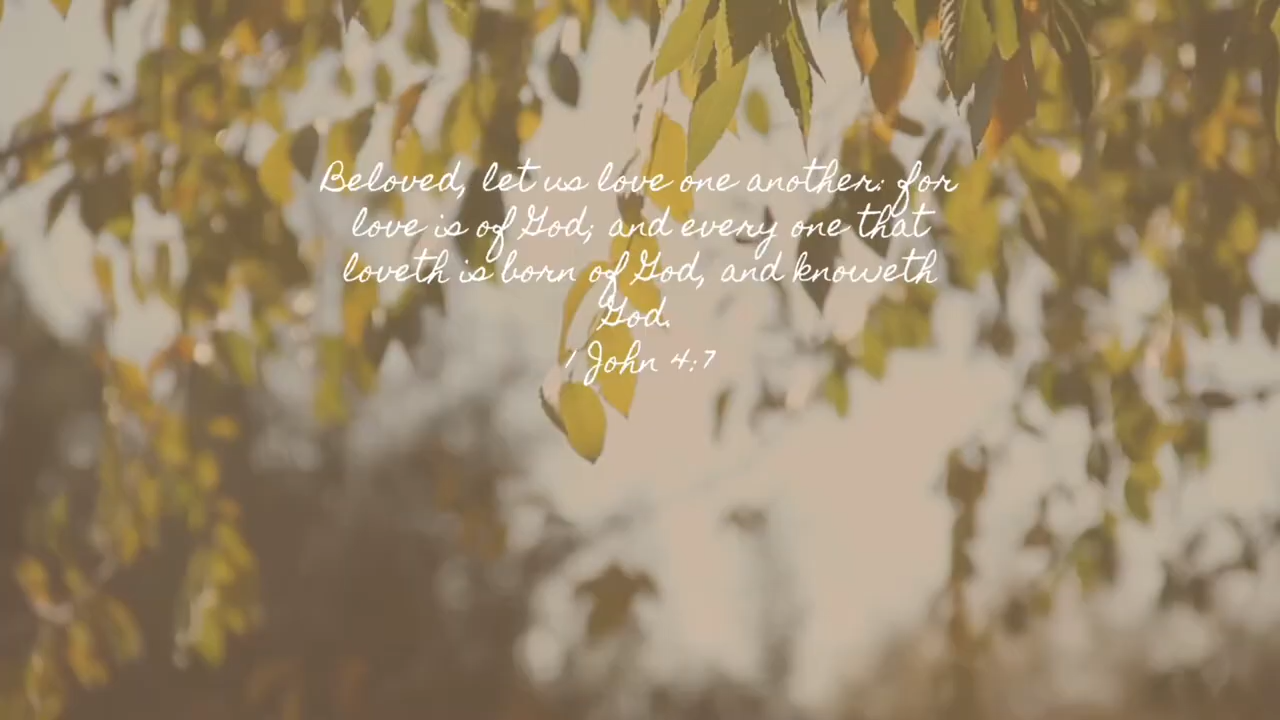 Beloved, let us love one another: for
love is of God; and every one that
loveth is born of God, and knoweth
God.
1 John 4:7